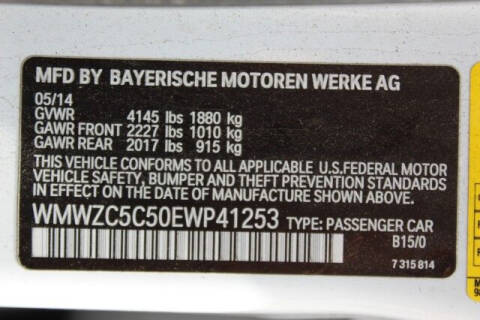 MFD BY BAYERISCHE MOTOREN WERKE AG
05/14
GVWR 4145 lbs 1880 kg
GAWR FRONT 2227 lbs 1010 kg
GAWR REAR 2017 lbs 915 kg
THIS VEHICLE CONFORMS TO ALL APPLICABLE U.S.FEDERAL MOTOR
VEHICLE SAFETY, BUMPER AND THEFT PREVENTION STANDARDS
IN EFFECT ON THE DATE OF MANUFACTURE SHOWN ABOVE.
WMWZC5C50EWP41253 TYPE: PASSENGER CAR
B15/0
7 315 814